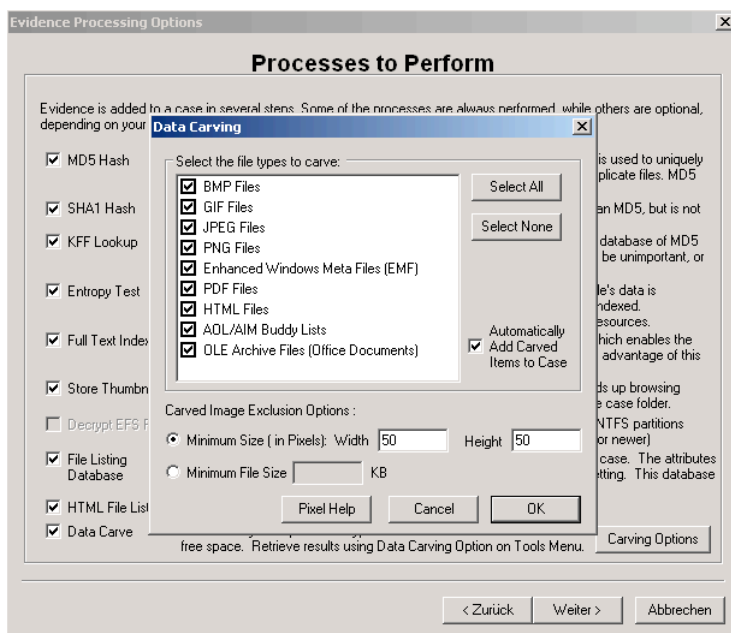 Evidence Processing Options
Processes to Perform
Evidence is added to a case in several steps. Some of the processes are always performed, while others are optional,
depending on your
Data Carving
MD5 Hash
is used to uniquely
plicate files. MD5
SHA1 Hash
an MD5, but is not
KFF Lookup
database of MD5
be unimportant, or
Entropy Test
le's data is
ndexed.
esources.
Full Text Index
hich enables the
advantage of this
Store Thumbn
ds up browsing
e case folder.
Decrypt EFS F
NTFS partitions
or newer)
File Listing
Database
case. The attributes
etting. This database
HTML File List
Data Carve
free space. Retrieve results using Data Carving Option on Tools Menu.
Carving Options
Select the file types to carve:
BMP Files
GIF Files
JPEG Files
PNG Files
Enhanced Windows Meta Files (EMF)
PDF Files
HTML Files
AOL/AIM Buddy Lists
OLE Archive Files (Office Documents)
Select All
Select None
Automatically
Add Carved
Items to Case
Carved Image Exclusion Options :
Minimum Size ( in Pixels): Width 50 Height 50
Minimum File Size KB
Pixel Help Cancel OK
< Zurück Weiter > Abbrechen